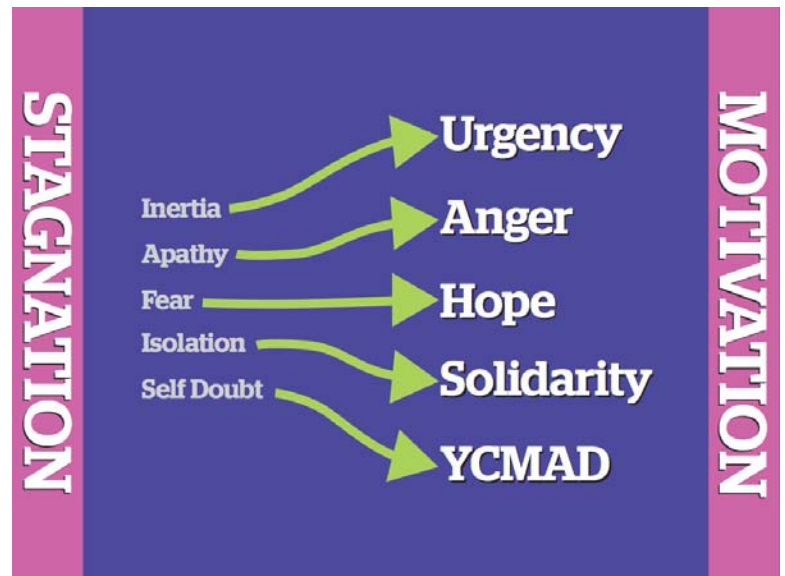 STAGNATION
Inertia
Apathy
Fear
Isolation
Self Doubt
Urgency
Anger
Hope
Solidarity
YCMAD
MOTIVATION